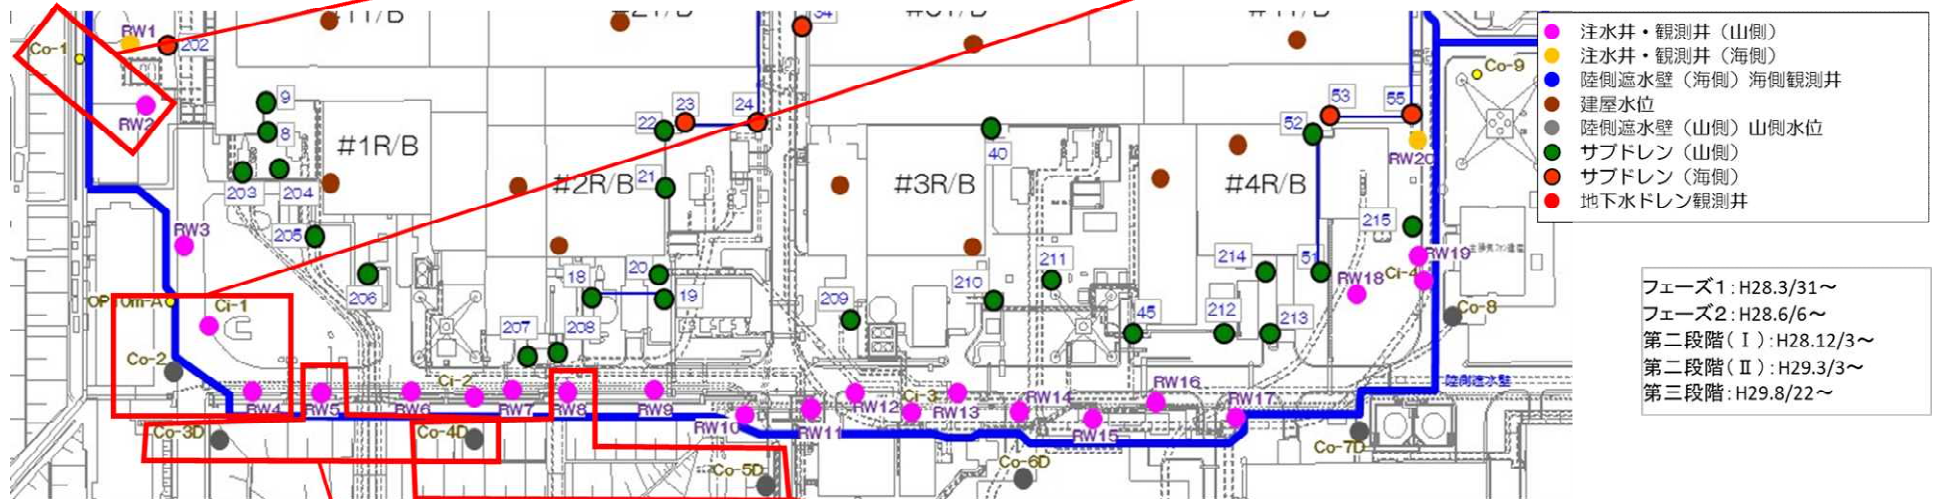 #1T/B
#2T/B
34
#3T/B
#4T/B
Co-1
RW1
202
RW2
9
8
203
204
205
206
#1R/B
22
23
24
21
#2R/B
18
20
19
207
208
40
#3R/B
209
210
211
45
212
213
214
#4R/B
52
53
55
51
215
RW20
RW19
RW18
Ci-4
Co-9
Co-8
RW3
Ci-1
Co-2
RW4
RW5
RW6
Ci-2
RW7
RW8
RW9
RW10
RW11
RW12
Ci-3
RW13
RW14
RW15
RW16
RW17
陸側遮水壁
Co-3D
Co-4D
Co-5D
Co-6D
Co-7D
注水井・観測井（山側）
注水井・観測井（海側）
陸側遮水壁（海側）海側観測井
建屋水位
陸側遮水壁（山側）山側水位
サブドレン（山側）
サブドレン（海側）
地下水ドレン観測井
フェーズ1：H28.3/31～
フェーズ2：H28.6/6～
第二段階（Ⅰ）：H28.12/3～
第二段階（Ⅱ）：H29.3/3～
第三段階：H29.8/22～